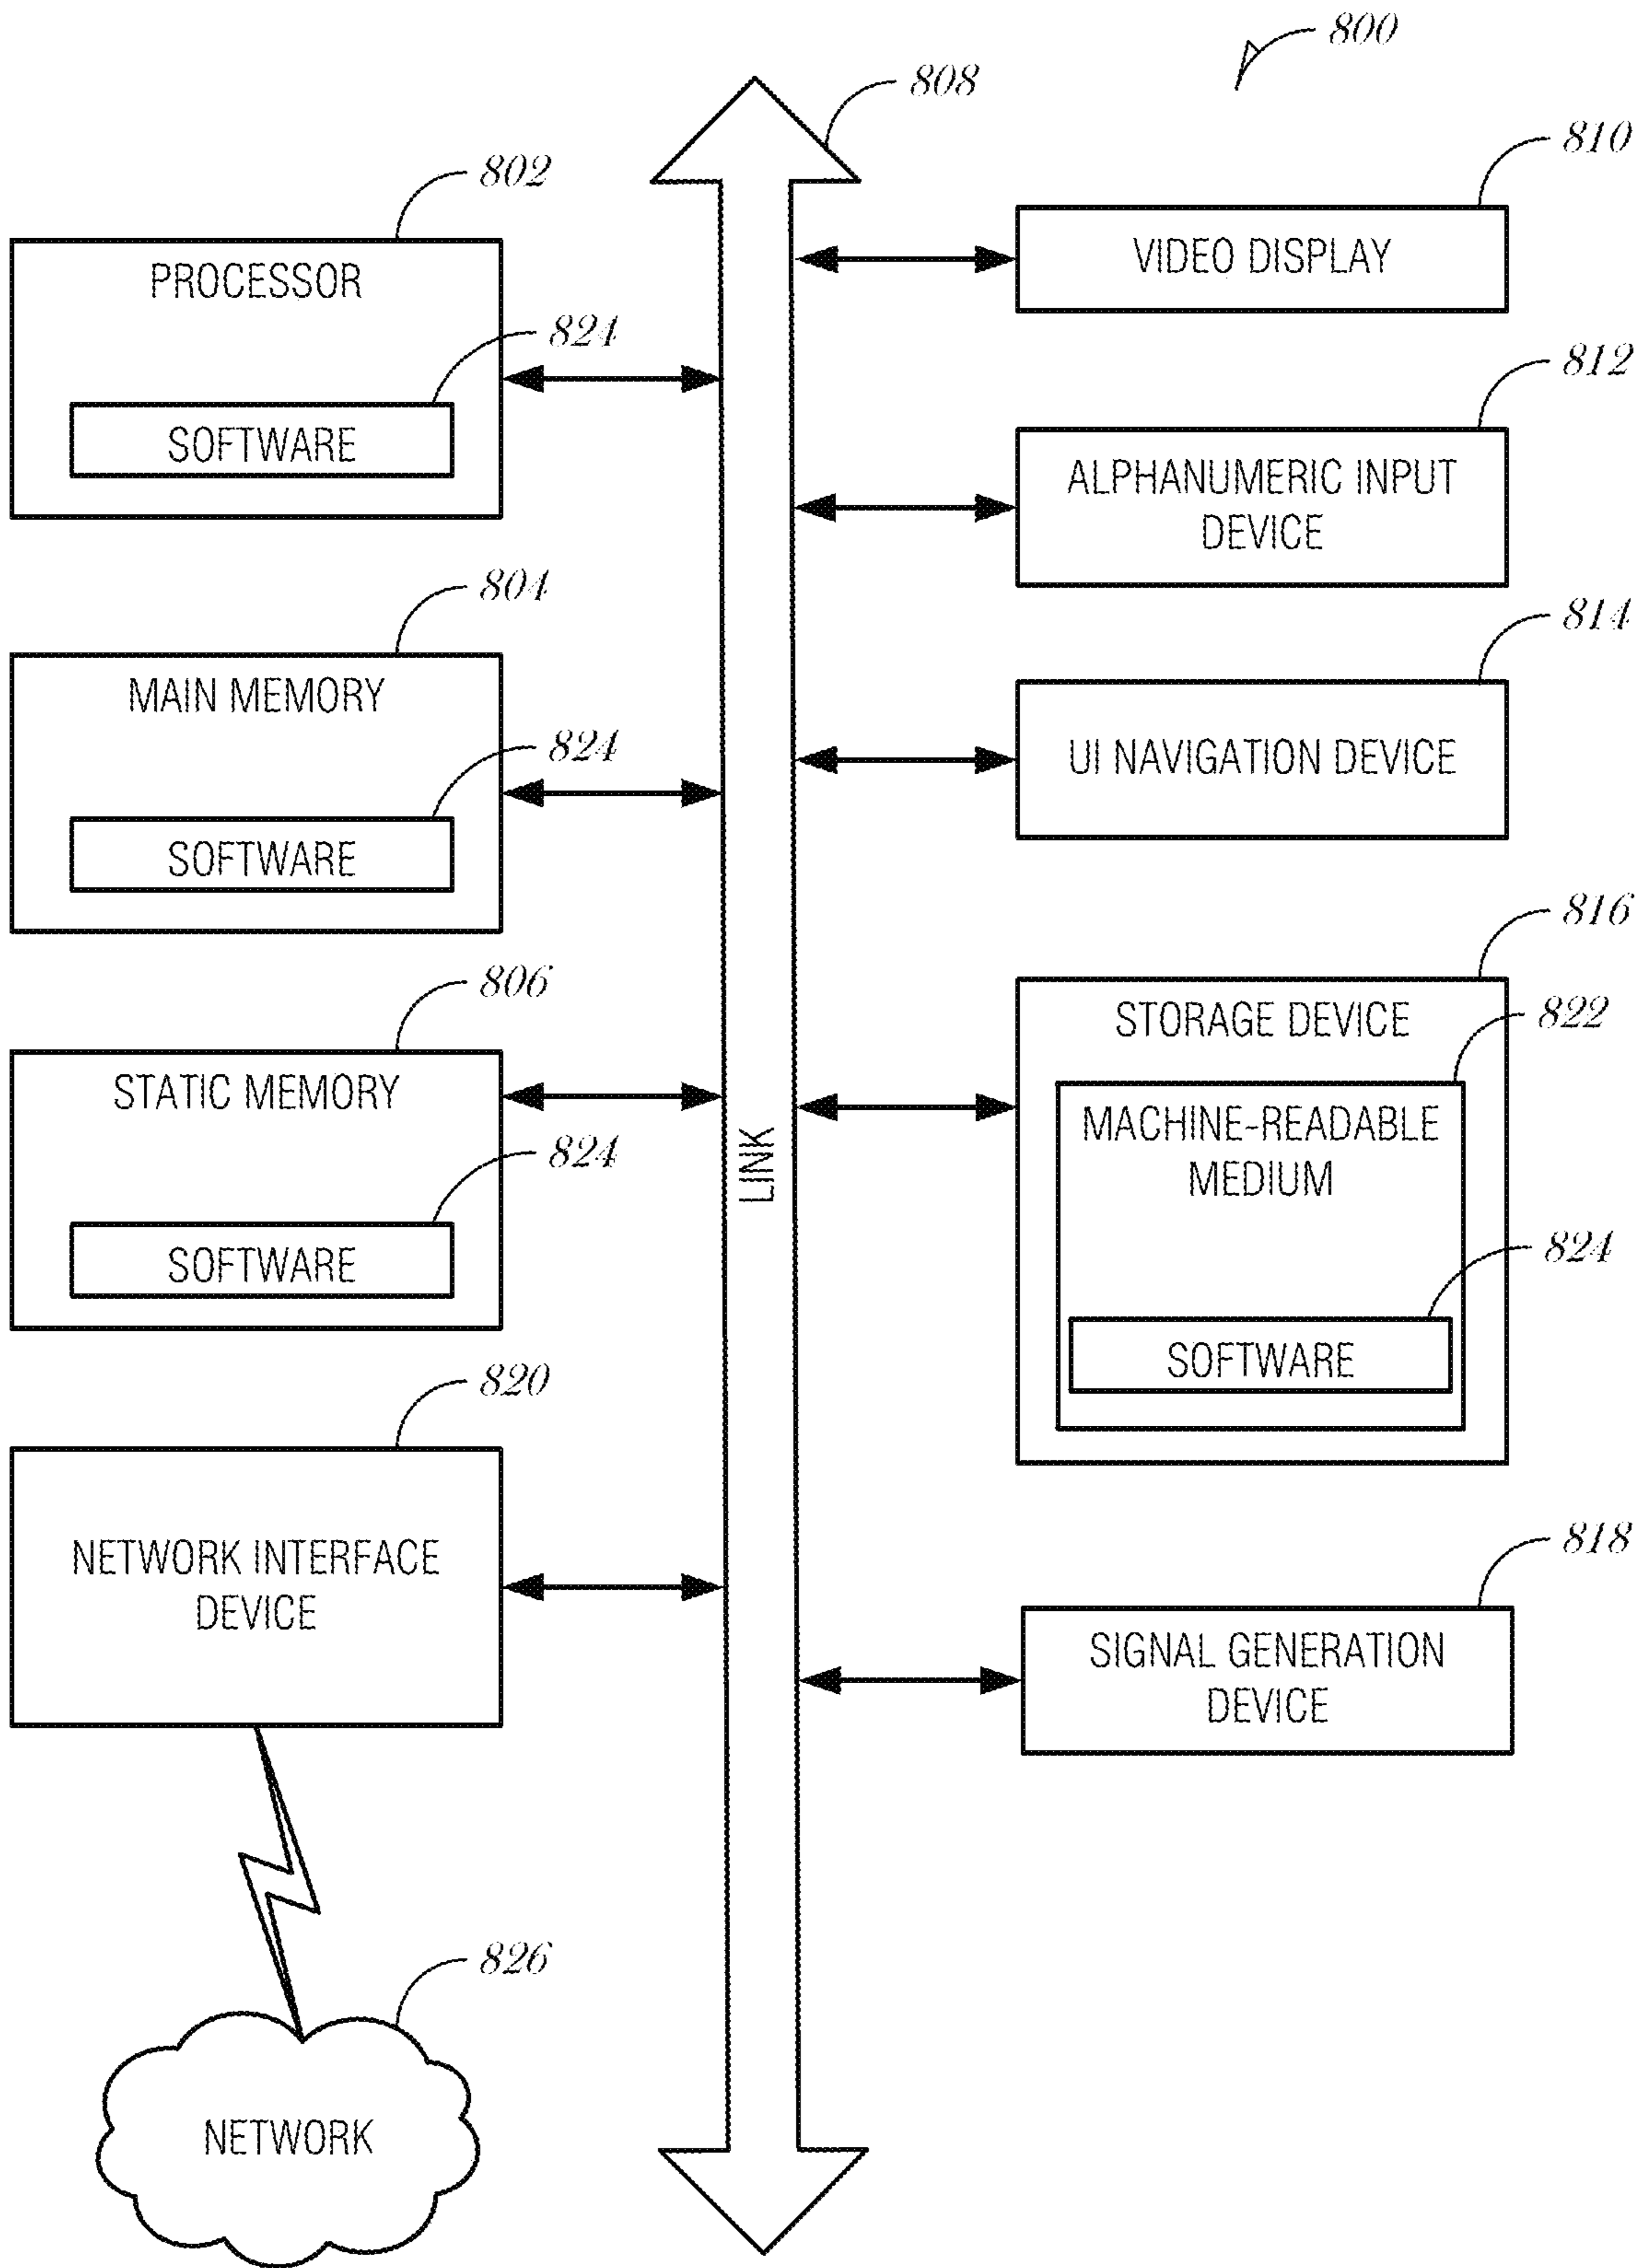 800
808
802
PROCESSOR
824
SOFTWARE
804
MAIN MEMORY
824
SOFTWARE
806
STATIC MEMORY
824
SOFTWARE
820
NETWORK INTERFACE
DEVICE
826
NETWORK
LINK
810
VIDEO DISPLAY
812
ALPHANUMERIC INPUT
DEVICE
814
UI NAVIGATION DEVICE
816
STORAGE DEVICE
822
MACHINE-READABLE
MEDIUM
824
SOFTWARE
818
SIGNAL GENERATION
DEVICE